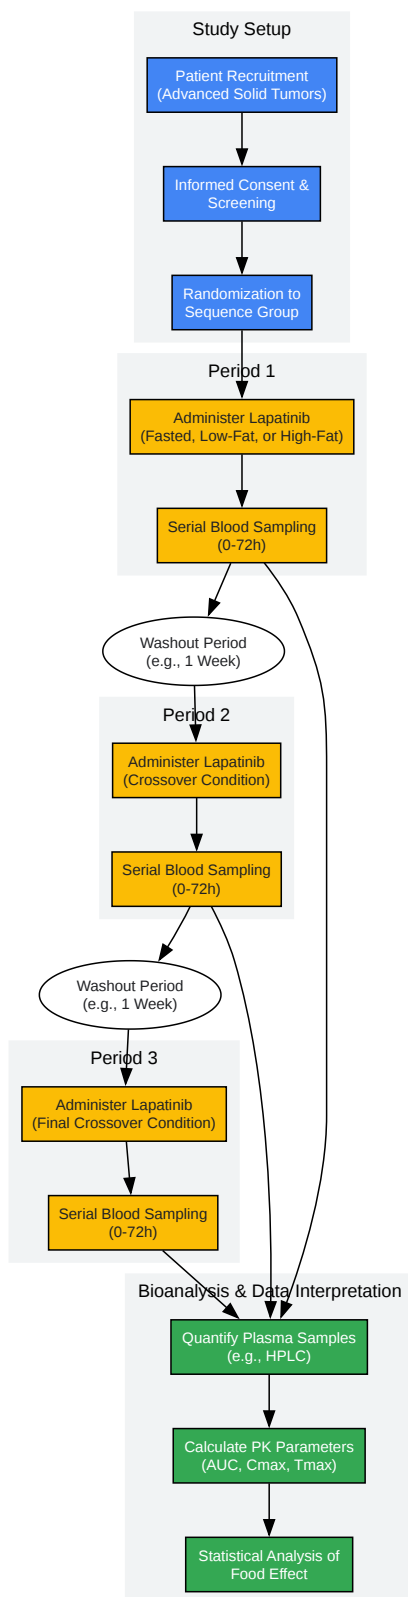 Study Setup
Patient Recruitment
(Advanced Solid Tumors)
Informed Consent &
Screening
Randomization to
Sequence Group
Period 1
Administer Lapatinib
(Fasted, Low-Fat, or High-Fat)
Serial Blood Sampling
(0-72h)
Washout Period
(e.g., 1 Week)
Period 2
Administer Lapatinib
(Crossover Condition)
Serial Blood Sampling
(0-72h)
Washout Period
(e.g., 1 Week)
Period 3
Administer Lapatinib
(Final Crossover Condition)
Serial Blood Sampling
(0-72h)
Bioanalysis & Data Interpretation
Quantify Plasma Samples
(e.g., HPLC)
Calculate PK Parameters
(AUC, Cmax, Tmax)
Statistical Analysis of
Food Effect